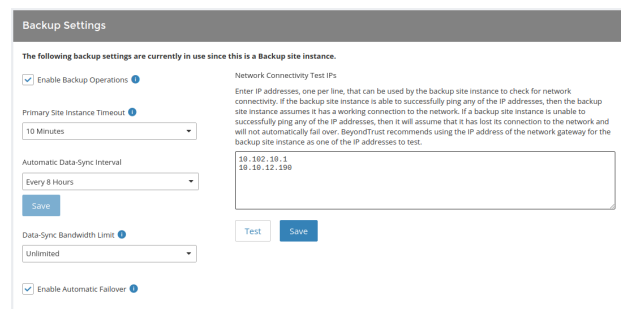 Backup Settings
The following backup settings are currently in use since this is a Backup site instance.
Enable Backup Operations
Primary Site Instance Timeout
10 Minutes
Automatic Data-Sync Interval
Every 8 Hours
Save
Data-Sync Bandwidth Limit
Unlimited
Enable Automatic Failover
Network Connectivity Test IPs
Enter IP addresses, one per line, that can be used by the backup site instance to check for network
connectivity. If the backup site instance is able to successfully ping any of the IP addresses, then the backup
site instance assumes it has a working connection to the network. If a backup site instance is unable to
successfully ping any of the IP addresses, then it will assume that it has lost its connection to the network and
will not automatically fail over. BeyondTrust recommends using the IP address of the network gateway for the
backup site instance as one of the IP addresses to test.
10.102.10.1
10.10.12.190
Test
Save